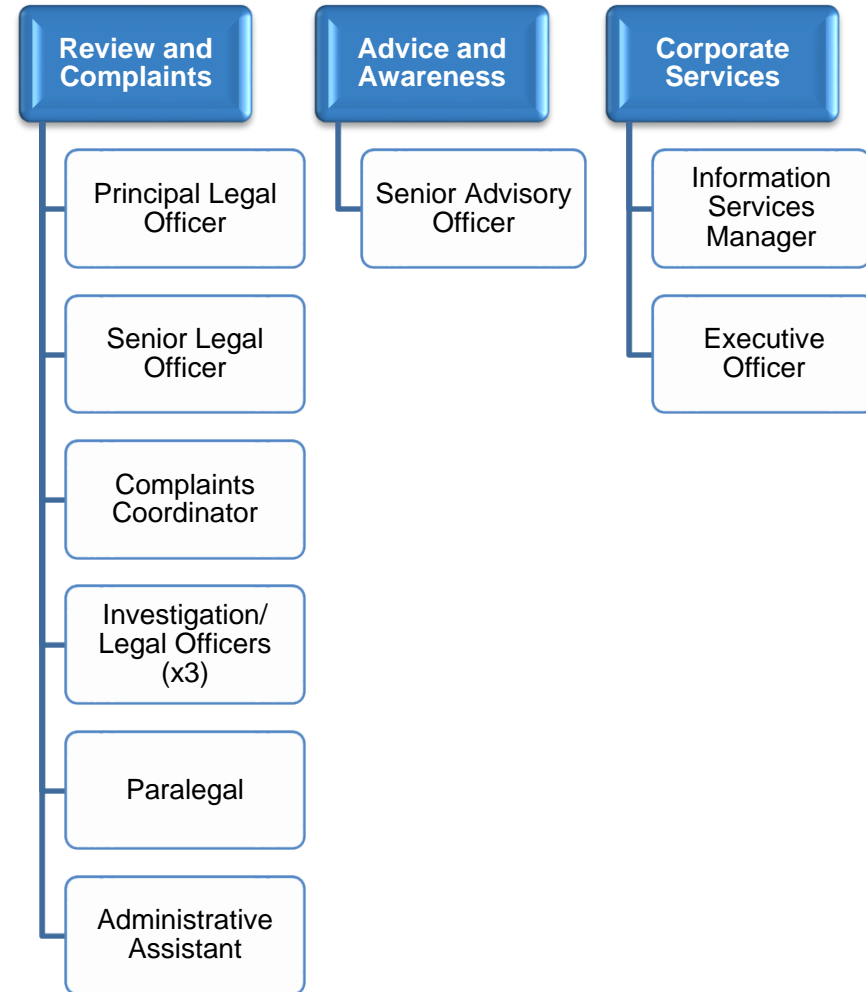 Review and
Complaints
Principal Legal
Officer
Senior Legal
Officer
Complaints
Coordinator
Investigation/
Legal Officers
(x3)
Paralegal
Administrative
Assistant
Advice and
Awareness
Senior Advisory
Officer
Corporate
Services
Information
Services
Manager
Executive
Officer